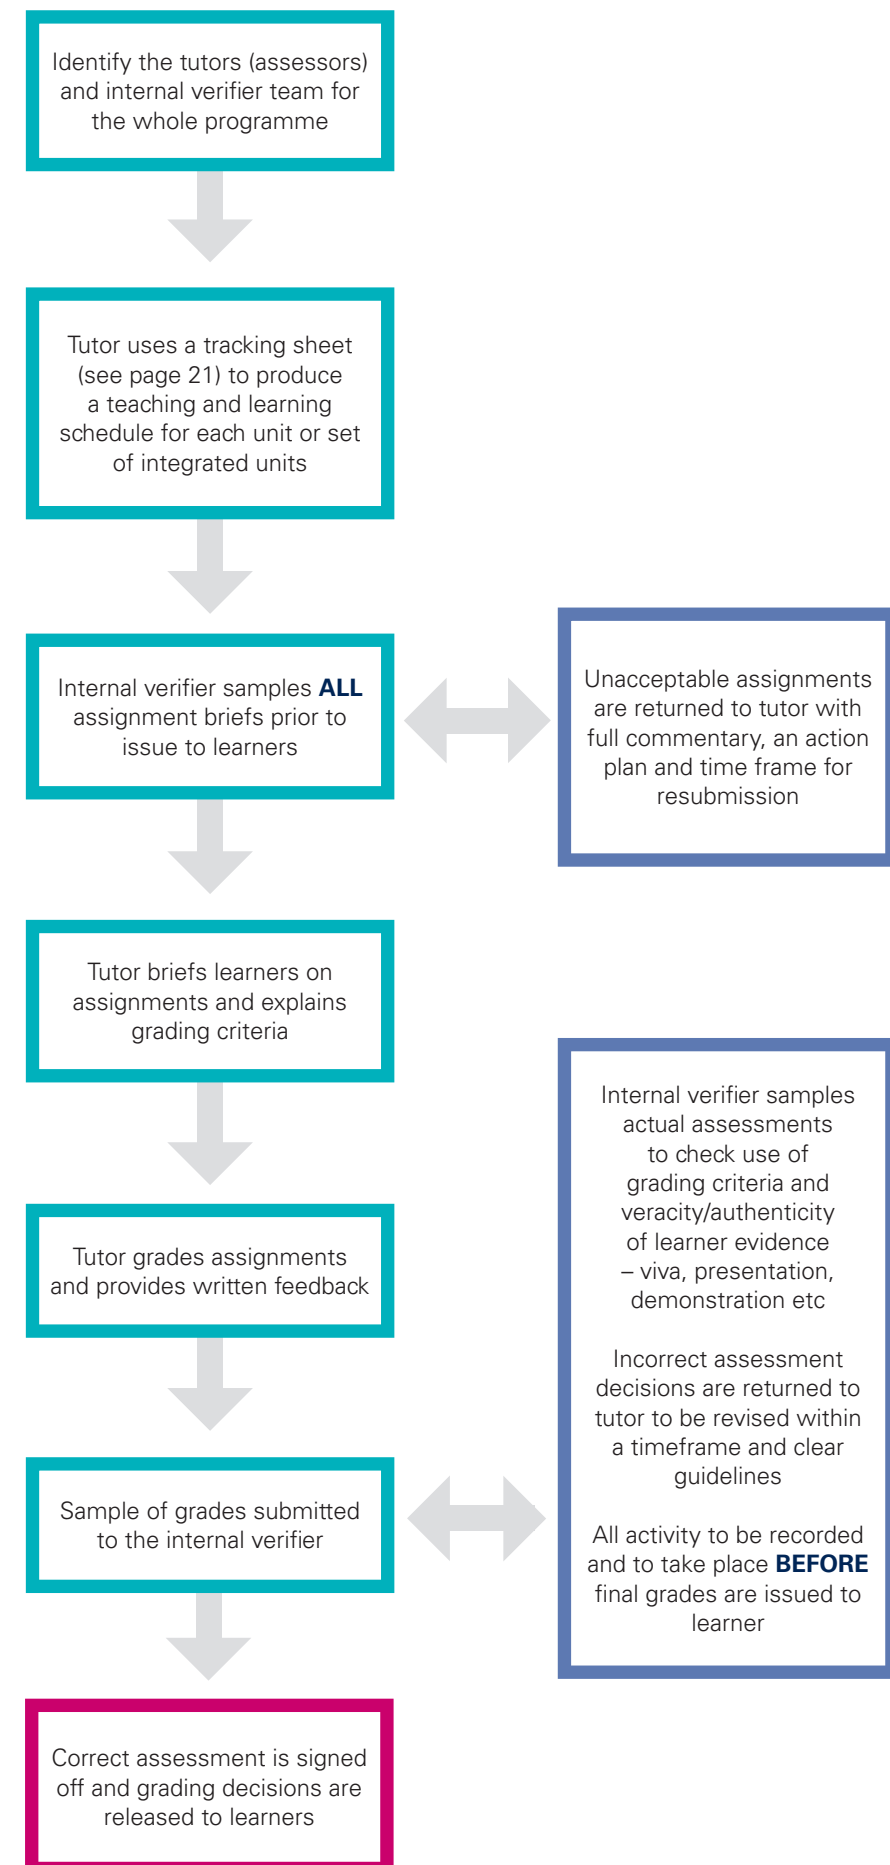 Identify the tutors (assessors)
and internal verifier team for
the whole programme
Tutor uses a tracking sheet
(see page 21) to produce
a teaching and learning
schedule for each unit or set
of integrated units
Internal verifier samples ALL
assignment briefs prior to
issue to learners
Unacceptable assignments
are returned to tutor with
full commentary, an action
plan and time frame for
resubmission
Tutor briefs learners on
assignments and explains
grading criteria
Tutor grades assignments
and provides written feedback
Sample of grades submitted
to the internal verifier
Internal verifier samples
actual assessments
to check use of
grading criteria and
veracity/authenticity
of learner evidence
– viva, presentation,
demonstration etc
Incorrect assessment
decisions are returned to
tutor to be revised within
a timeframe and clear
guidelines
All activity to be recorded
and to take place BEFORE
final grades are issued to
learner
Correct assessment is signed
off and grading decisions are
released to learners